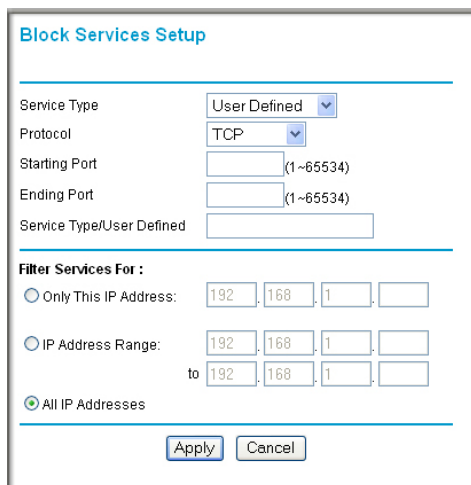 Block Services Setup
Service Type User Defined
Protocol TCP
Starting Port (1~65534)
Ending Port (1~65534)
Service Type/User Defined
Filter Services For :
Only This IP Address: 192 . 168 . 1 .
IP Address Range: 192 . 168 . 1 .
to 192 . 168 . 1 .
All IP Addresses
Apply Cancel